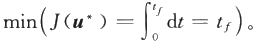 min(J(u*) = ∫₀^{t_f} dt = t_f)。